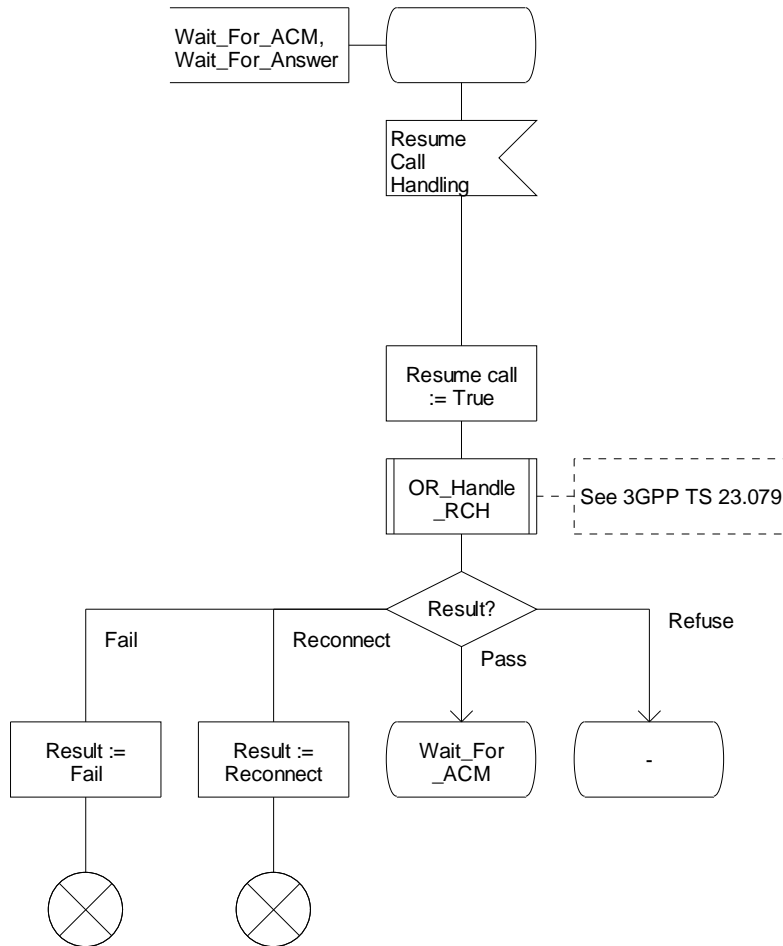 Wait_For_ACM,
Wait_For_Answer
Resume
Call
Handling
Resume call
:= True
OR_Handle
_RCH
See 3GPP TS 23.079
Result?
Fail
Reconnect
Pass
Refuse
Result :=
Fail
Result :=
Reconnect
Wait_For
_ACM
-